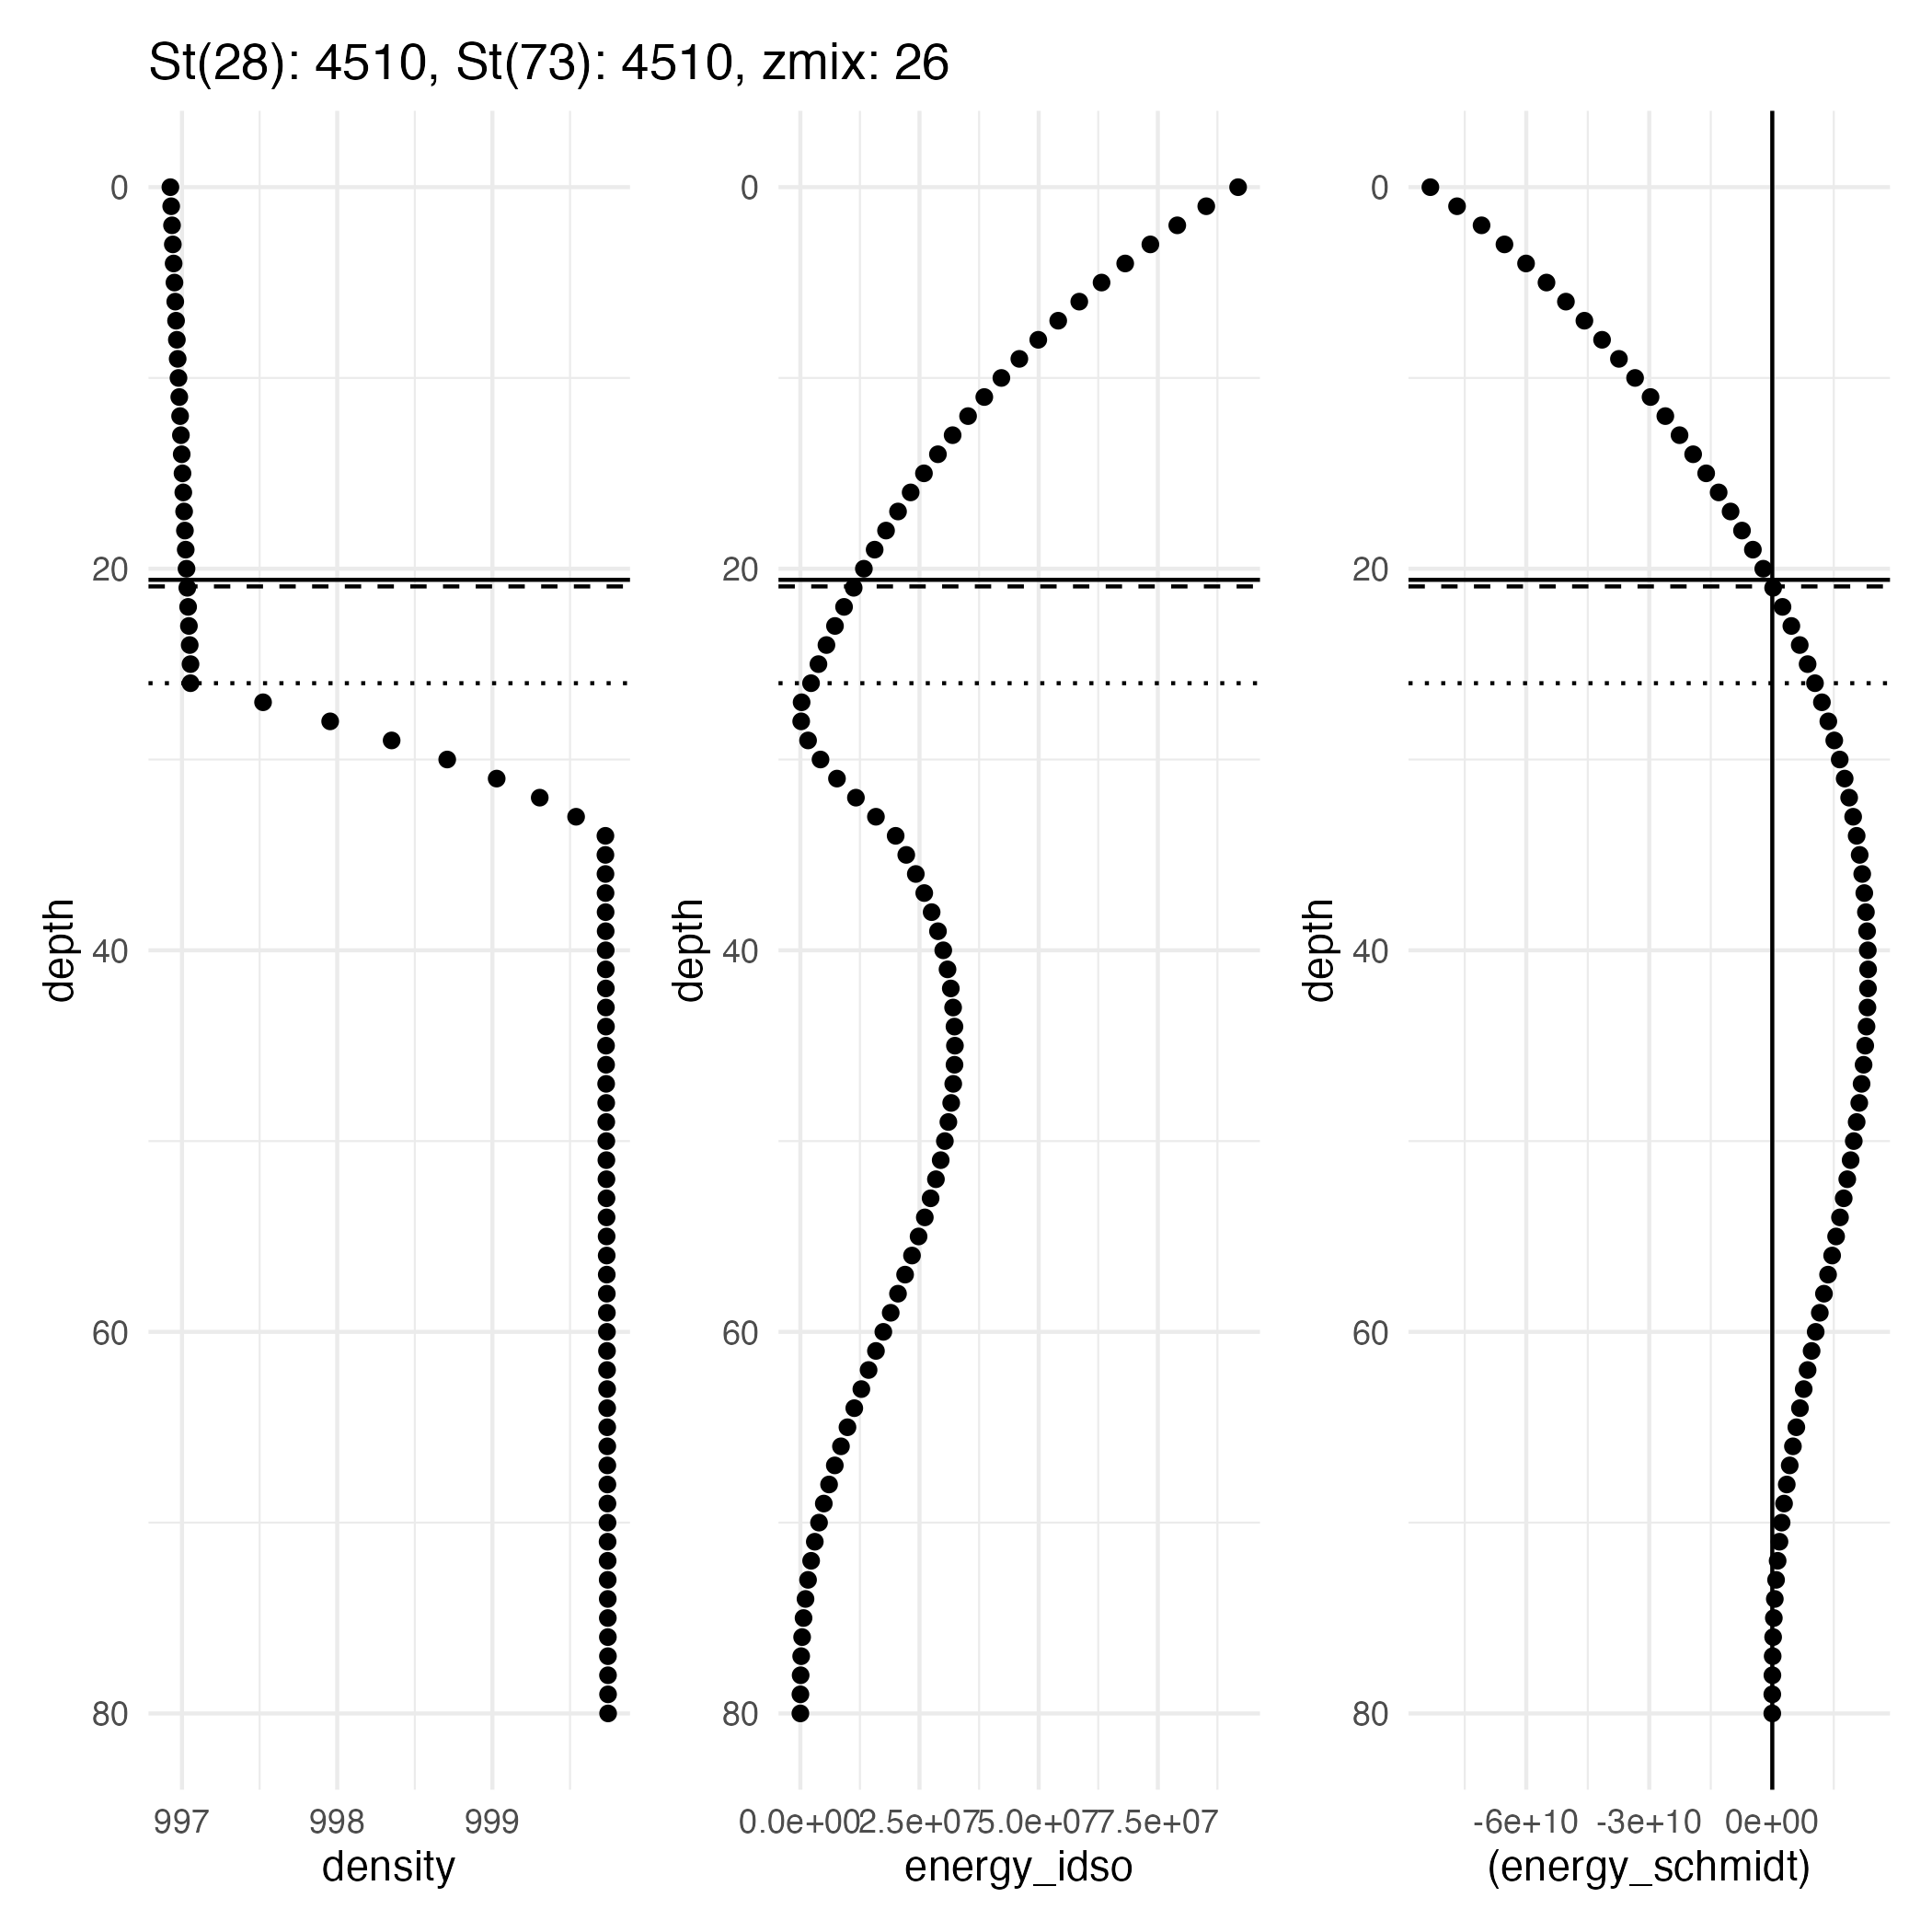 St(28): 4510, St(73): 4510, zmix: 26
0
20
40
60
80
depth
997
998
999
density
0
20
40
60
80
depth
0.0e+00
2.5e+07
5.0e+07
7.5e+07
energy_idso
0
20
40
60
80
depth
-6e+10
-3e+10
0e+00
(energy_schmidt)